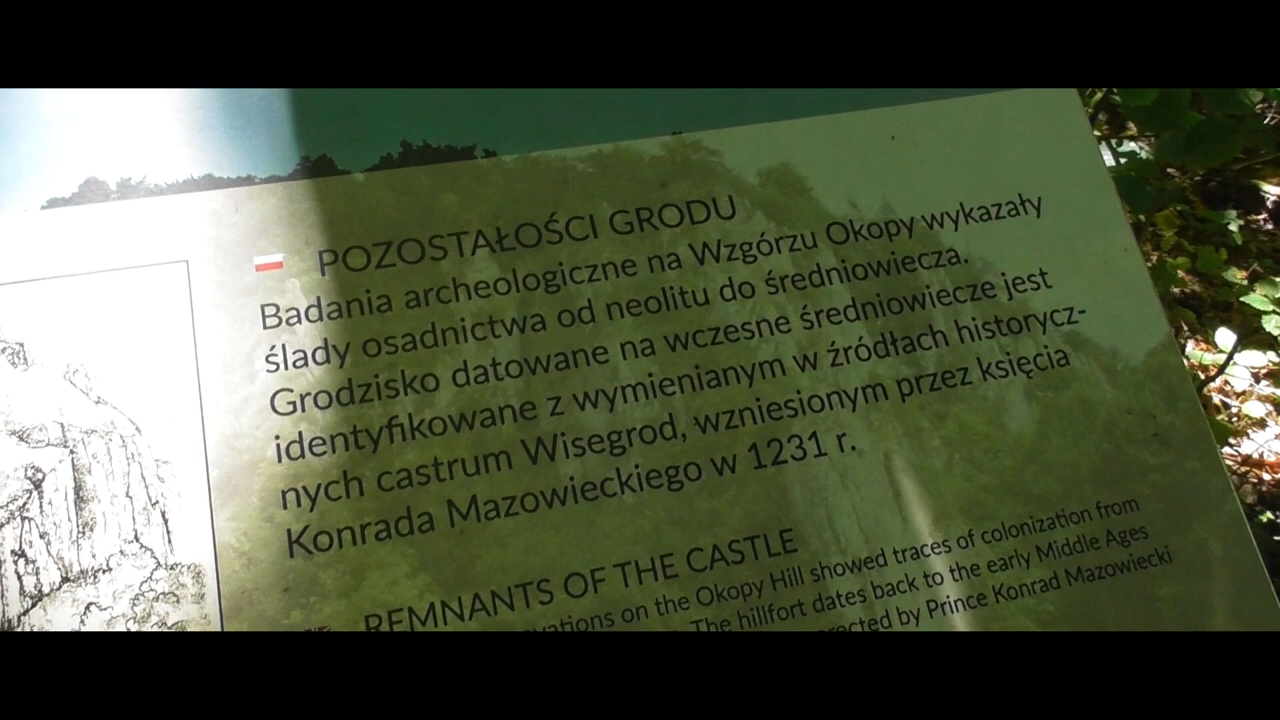 POZOSTAŁOŚCI GRODU
Badania archeologiczne na Wzgórzu Okopy wykazały
ślady osadnictwa od neolitu do średniowiecza.
Grodzisko datowane na wczesne średniowiecze jest
identyfikowane z wymienianym w źródłach historycz-
nych castrum Wisegrod, wzniesionym przez księcia
Konrada Mazowieckiego w 1231 r.
REMNANTS OF THE CASTLE
on the Okopy Hill showed traces of colonization from
The hillfort dates back to the early Middle Ages
by Prince Konrad Mazowiecki